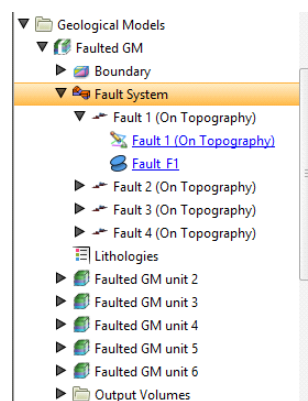 Geological Models
Faulted GM
Boundary
Fault System
Fault 1 (On Topography)
Fault 1 (On Topography)
Fault_F1
Fault 2 (On Topography)
Fault 3 (On Topography)
Fault 4 (On Topography)
Lithologies
Faulted GM unit 2
Faulted GM unit 3
Faulted GM unit 4
Faulted GM unit 5
Faulted GM unit 6
Output Volumes